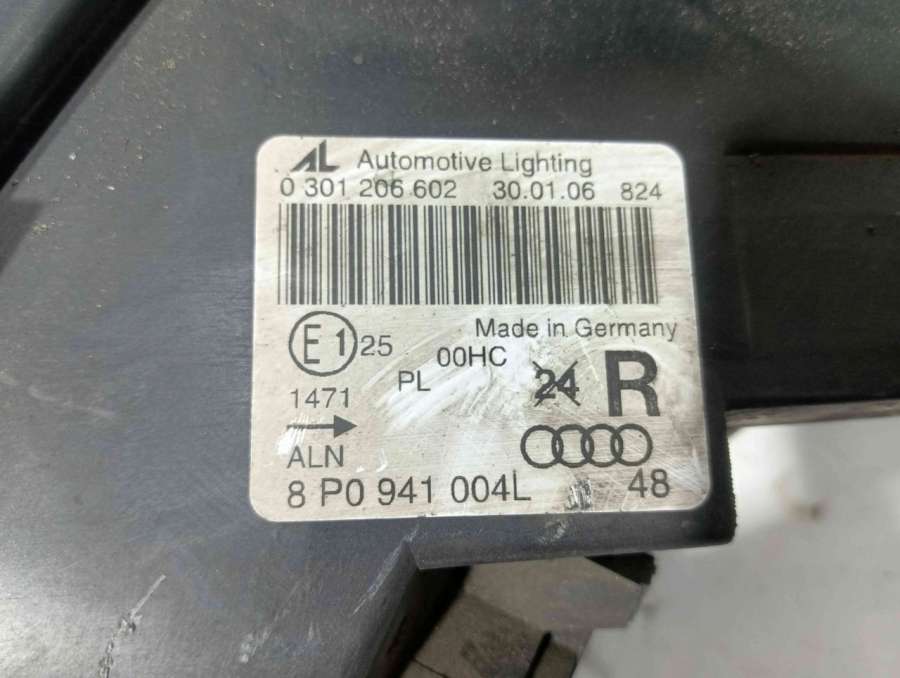 AL Automotive Lighting
0 301 206 602 30.01.06 824
Made in Germany
E1 25 00HC
PL 24 R
1471
ALN
8 P0 941 004L 48